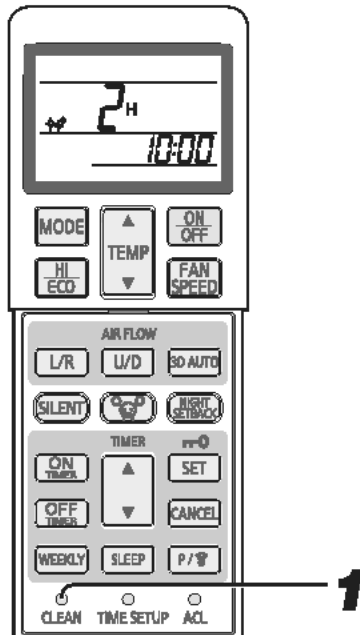 2H
10:00
MODE
TEMP
ON
OFF
HI
ECO
FAN
SPEED
AIR FLOW
L/R U/D 3D AUTO
SILENT
NIGHT
SETBACK
TIMER
ON
TIMER
SET
OFF
TIMER
CANCEL
WEEKLY SLEEP P/
CLEAN TIME SETUP ACL
1